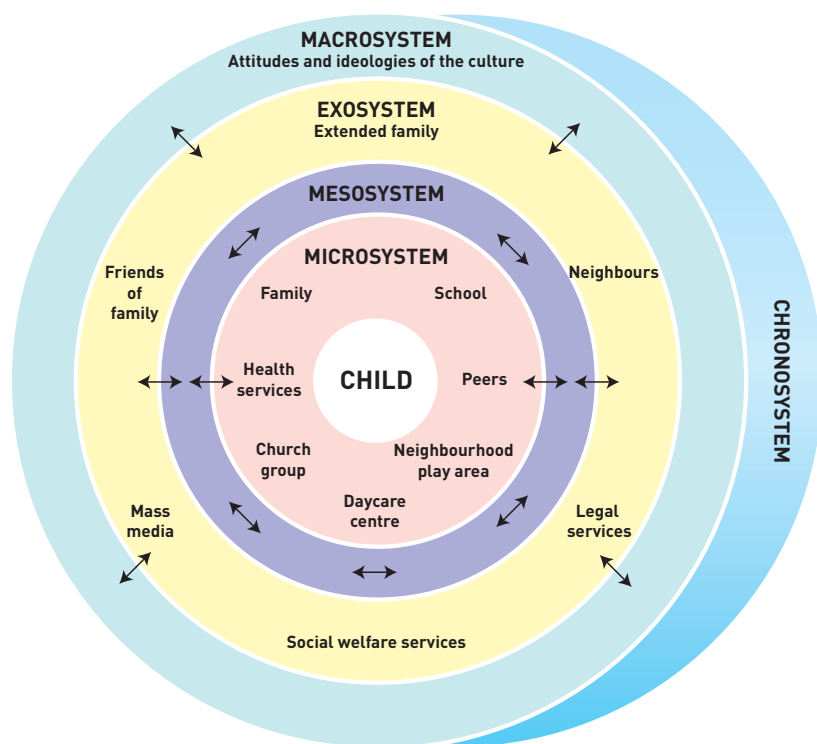 MACROSYSTEM
Attitudes and ideologies of the culture
EXOSYSTEM
Extended family
MESOSYSTEM
MICROSYSTEM
Friends
of
family
Neighbours
Family
School
Health
services
CHILD
Peers
Church
group
Neighbourhood
play area
Daycare
centre
Mass
media
Legal
services
Social welfare services
CHRONOSYSTEM